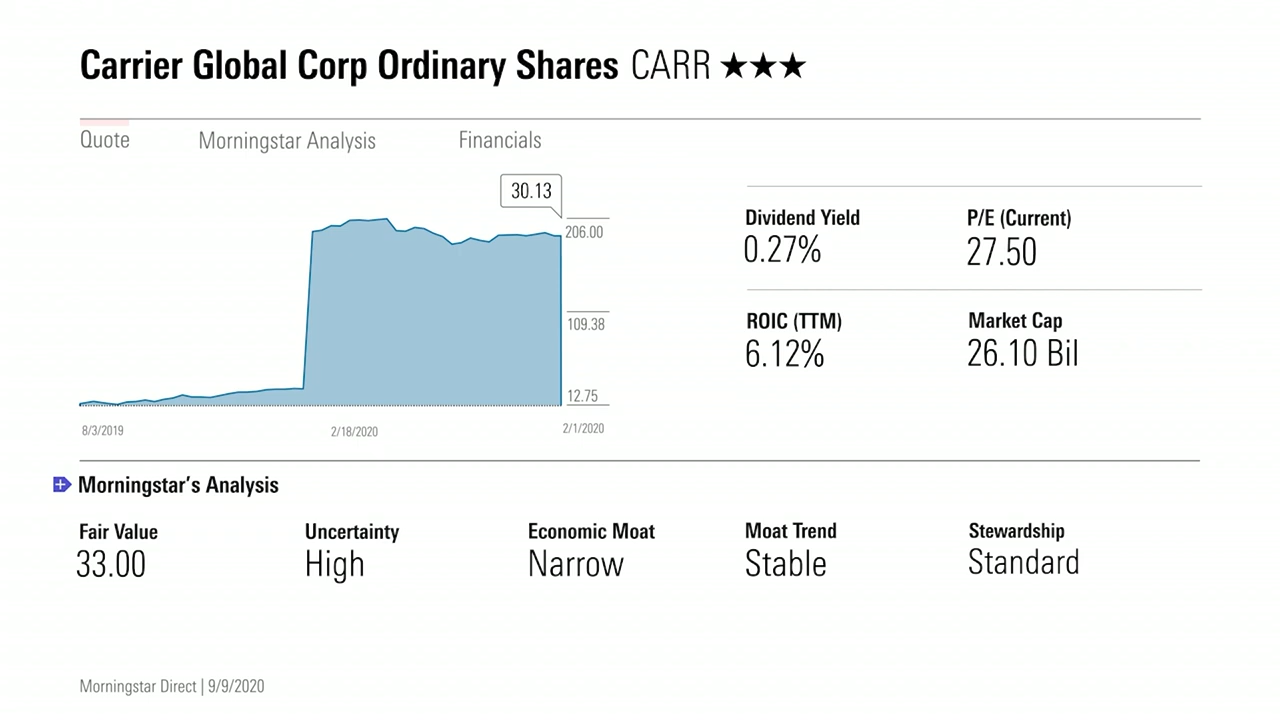 Carrier Global Corp Ordinary Shares CARR ★★★
Quote Morningstar Analysis Financials
30.13
206.00
109.38
12.75
8/3/2019 2/18/2020 2/1/2020
Dividend Yield P/E (Current)
0.27% 27.50
ROIC (TTM) Market Cap
6.12% 26.10 Bil
Morningstar’s Analysis
Fair Value Uncertainty Economic Moat Moat Trend Stewardship
33.00 High Narrow Stable Standard
Morningstar Direct | 9/9/2020